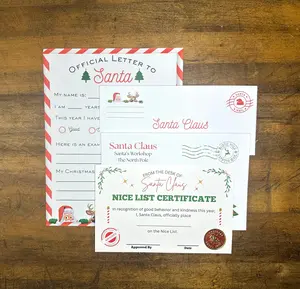 OFFICIAL LETTER TO
Santa
MY NAME IS:
I AM YEAR
THIS YEAR I HAVE
Good
HERE IS AN EXAM
MY CHRISTMAS
Santa Claus
Santa Claus
Santa's Workshop
the North Pole
FROM THE DESK OF
Santa Claus
NICE LIST CERTIFICATE
In recognition of good behavior and kindness this year,
I, Santa Claus, officially place
on the Nice List.
Approved By Date